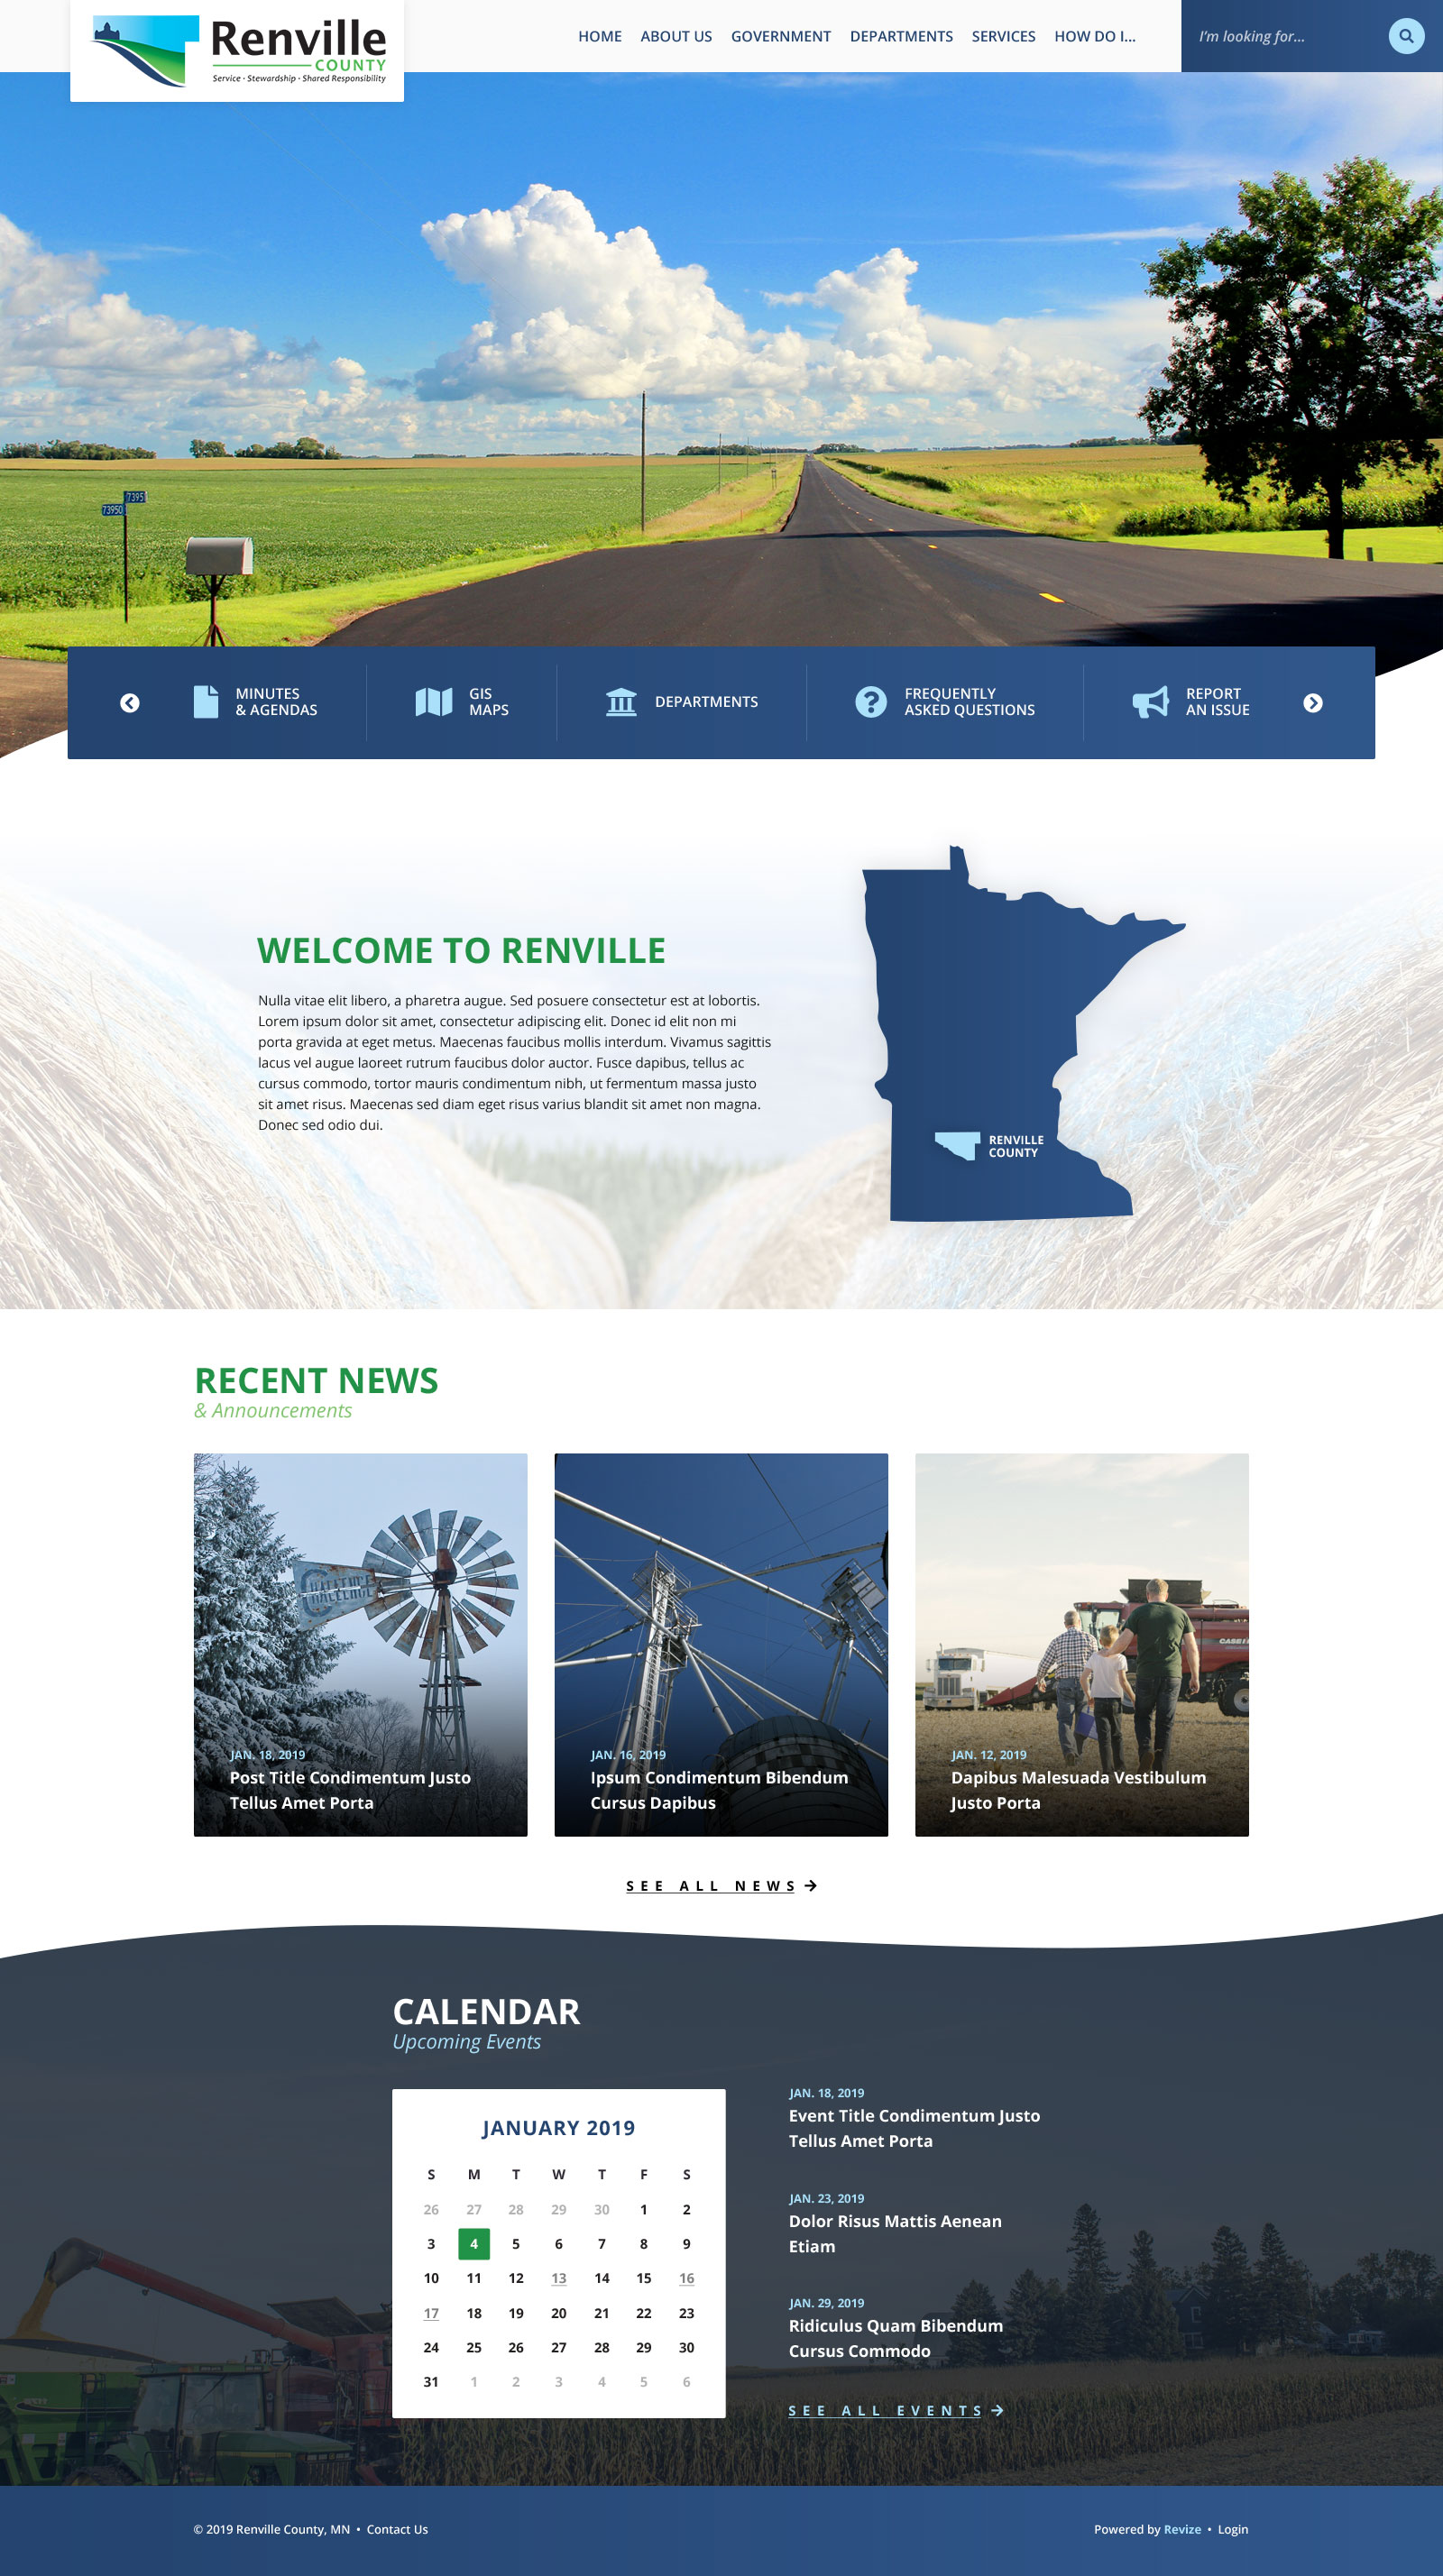 Renville
COUNTY
Service · Stewardship · Shared Responsibility
HOME ABOUT US GOVERNMENT DEPARTMENTS SERVICES HOW DO I...
I'm looking for...
7395
73950
MINUTES
& AGENDAS
GIS
MAPS
DEPARTMENTS
FREQUENTLY
ASKED QUESTIONS
REPORT
AN ISSUE
WELCOME TO RENVILLE
Nulla vitae elit libero, a pharetra augue. Sed posuere consectetur est at lobortis.
Lorem ipsum dolor sit amet, consectetur adipiscing elit. Donec id elit non mi
porta gravida at eget metus. Maecenas faucibus mollis interdum. Vivamus sagittis
lacus vel augue laoreet rutrum faucibus dolor auctor. Fusce dapibus, tellus ac
cursus commodo, tortor mauris condimentum nibh, ut fermentum massa justo
sit amet risus. Maecenas sed diam eget risus varius blandit sit amet non magna.
Donec sed odio dui.
RENVILLE
COUNTY
RECENT NEWS
& Announcements
JAN. 18, 2019
Post Title Condimentum Justo
Tellus Amet Porta
JAN. 16, 2019
Ipsum Condimentum Bibendum
Cursus Dapibus
CASE
JAN. 12, 2019
Dapibus Malesuada Vestibulum
Justo Porta
SEE ALL NEWS
CALENDAR
Upcoming Events
JANUARY 2019
S M T W T F S
26 27 28 29 30 1 2
3 4 5 6 7 8 9
10 11 12 13 14 15 16
17 18 19 20 21 22 23
24 25 26 27 28 29 30
31 1 2 3 4 5 6
JAN. 18, 2019
Event Title Condimentum Justo
Tellus Amet Porta
JAN. 23, 2019
Dolor Risus Mattis Aenean
Etiam
JAN. 29, 2019
Ridiculus Quam Bibendum
Cursus Commodo
SEE ALL EVENTS
© 2019 Renville County, MN • Contact Us
Powered by Revize • Login